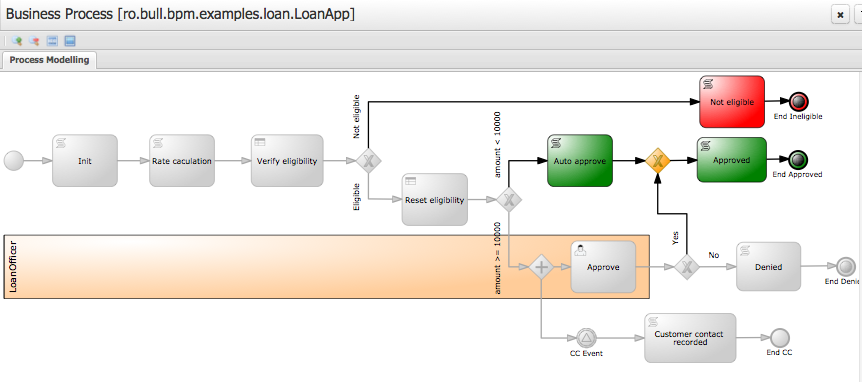 Business Process [ro.bull.bpm.examples.loan.LoanApp]
Process Modelling
Not eligible
End Ineligible
Not eligible
amount < 10000
Init
Rate caculation
Verify eligibility
Auto approve
Approved
End Approved
Eligible
Reset eligibility
amount >= 10000
Yes
LoanOfficer
Approve
No
Denied
End Denie
CC Event
Customer contact
recorded
End CC